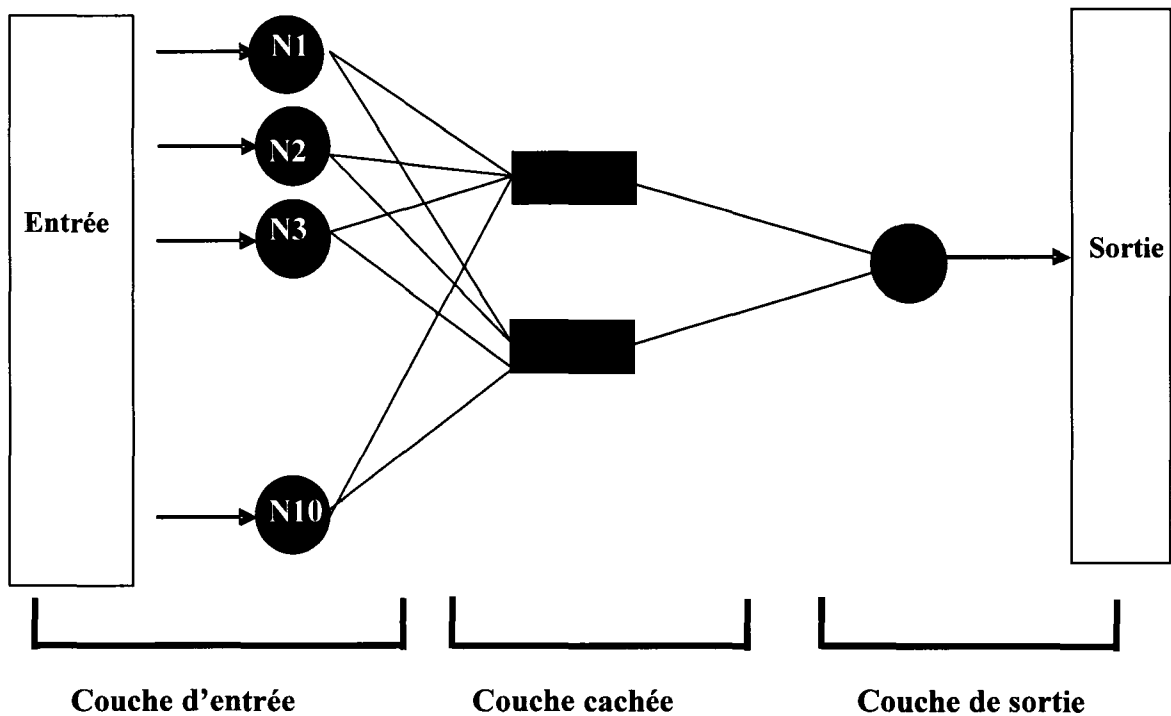 N1
N2
N3
Entrée
Sortie
N10
Couche d'entrée
Couche cachée
Couche de sortie